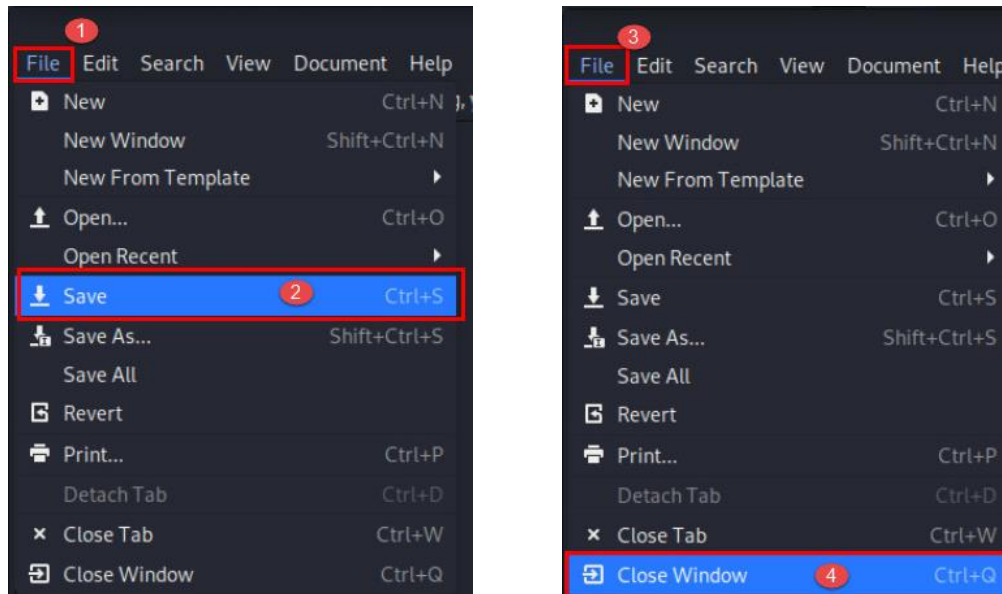 1
File Edit Search View Document Help
New Ctrl+N
New Window Shift+Ctrl+N
New From Template
Open... Ctrl+O
Open Recent
Save 2 Ctrl+S
Save As... Shift+Ctrl+S
Save All
Revert
Print... Ctrl+P
Detach Tab Ctrl+D
Close Tab Ctrl+W
Close Window Ctrl+Q
3
File Edit Search View Document Help
New Ctrl+N
New Window Shift+Ctrl+N
New From Template
Open... Ctrl+O
Open Recent
Save Ctrl+S
Save As... Shift+Ctrl+S
Save All
Revert
Print... Ctrl+P
Detach Tab Ctrl+D
Close Tab Ctrl+W
Close Window 4 Ctrl+Q